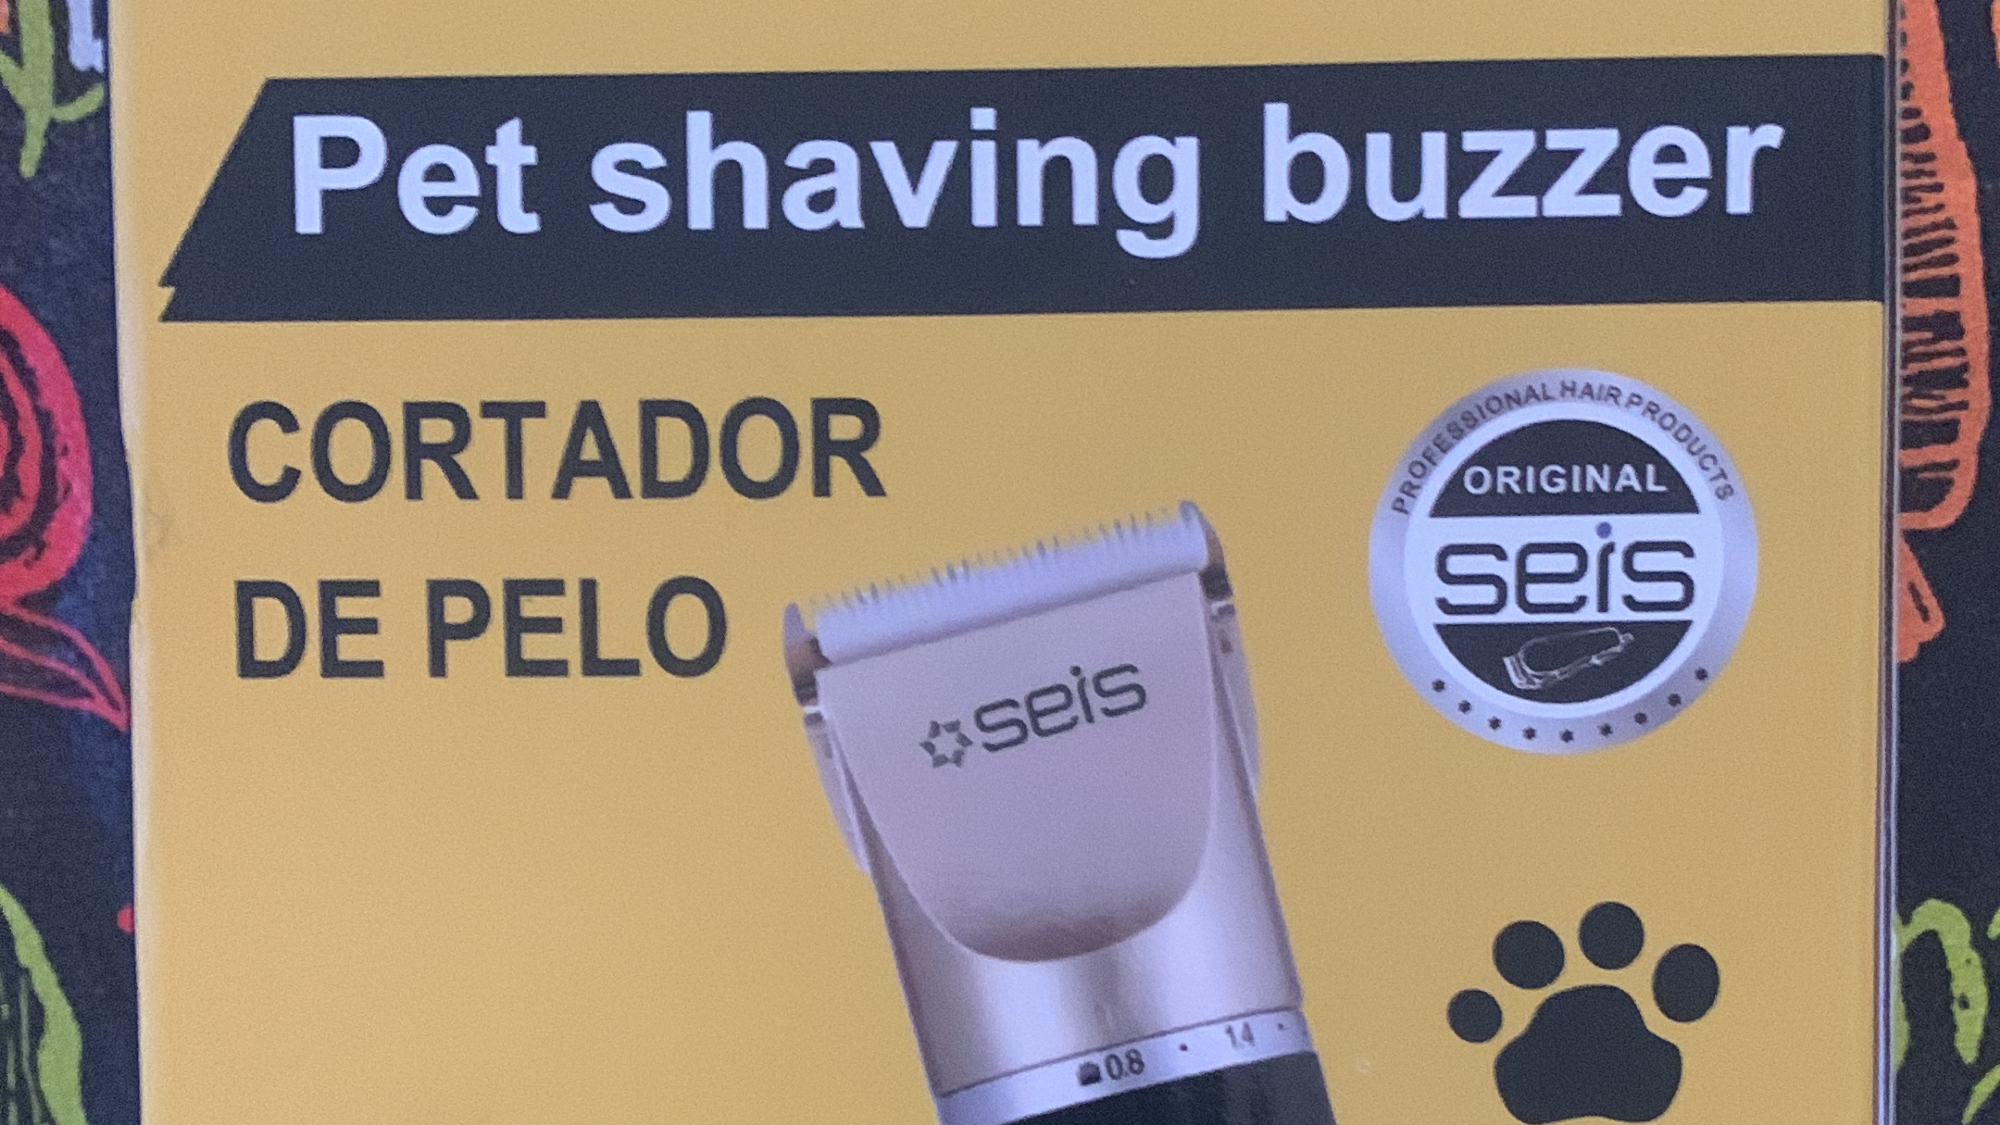 Pet shaving buzzer
CORTADOR
DE PELO
PROFESSIONAL HAIR PRODUCTS
ORIGINAL
seis
seis
0.8
1.4